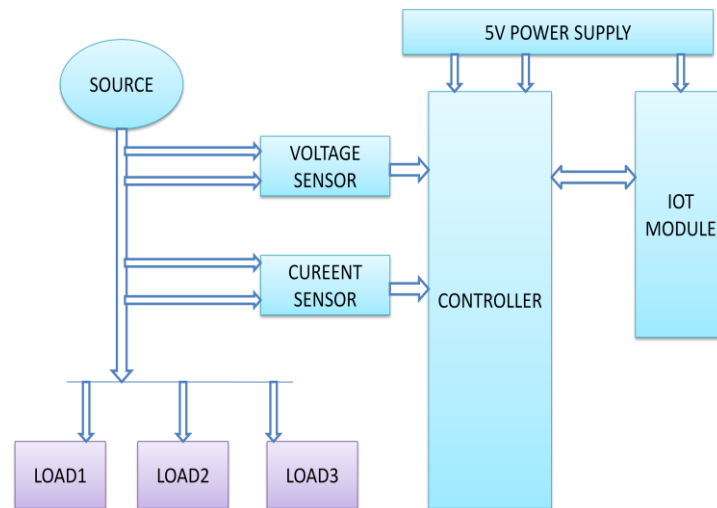 5V POWER SUPPLY
SOURCE
VOLTAGE
SENSOR
IOT
MODULE
CUREENT
SENSOR
CONTROLLER
LOAD1
LOAD2
LOAD3